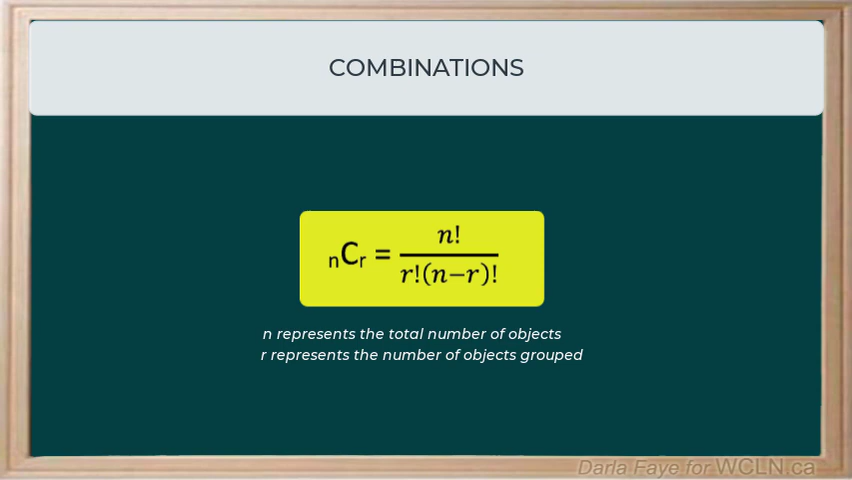 COMBINATIONS
nCr = n! / r!(n−r)!
n represents the total number of objects
r represents the number of objects grouped
Darla Faye for WCLN.ca